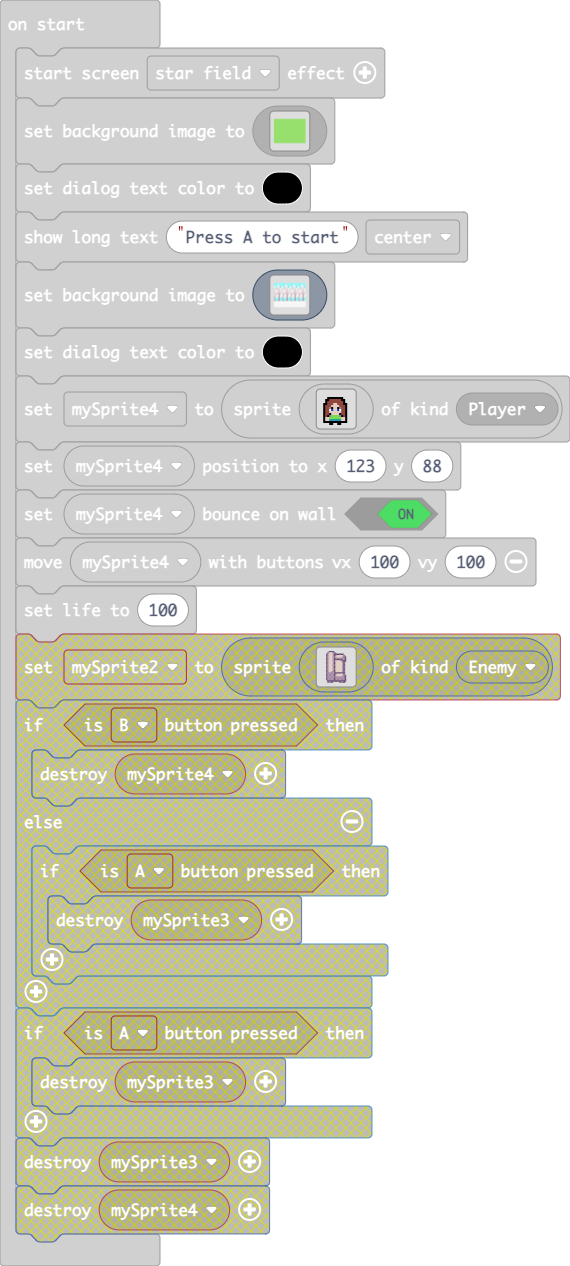 on start
start screen star field effect
set background image to
set dialog text color to
show long text "Press A to start" center
set background image to
set dialog text color to
set mySprite4 to sprite of kind Player
set mySprite4 position to x 123 y 88
set mySprite4 bounce on wall ON
move mySprite4 with buttons vx 100 vy 100
set life to 100
set mySprite2 to sprite of kind Enemy
if is B button pressed then
destroy mySprite4
else
if is A button pressed then
destroy mySprite3
if is A button pressed then
destroy mySprite3
destroy mySprite3
destroy mySprite4